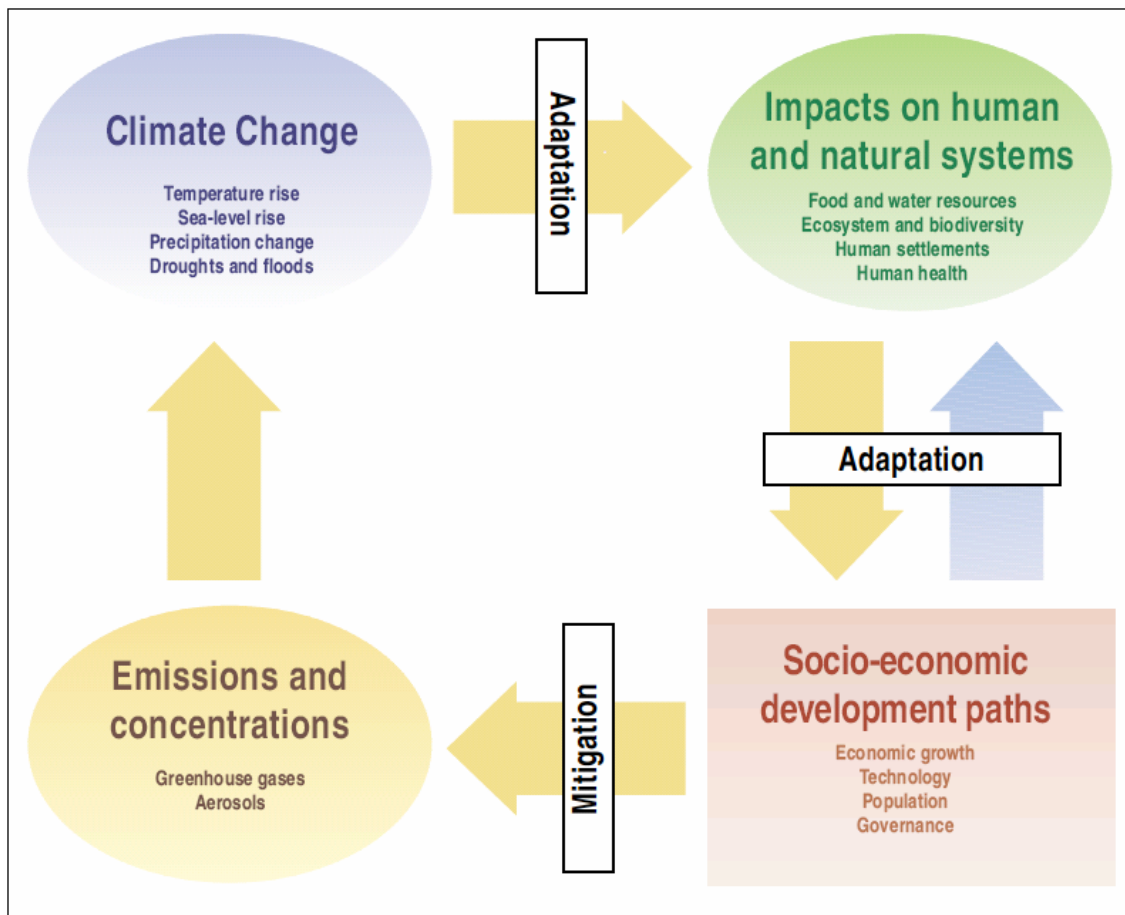 Climate Change
Temperature rise
Sea-level rise
Precipitation change
Droughts and floods
Adaptation
Impacts on human
and natural systems
Food and water resources
Ecosystem and biodiversity
Human settlements
Human health
Adaptation
Emissions and
concentrations
Greenhouse gases
Aerosols
Mitigation
Socio-economic
development paths
Economic growth
Technology
Population
Governance